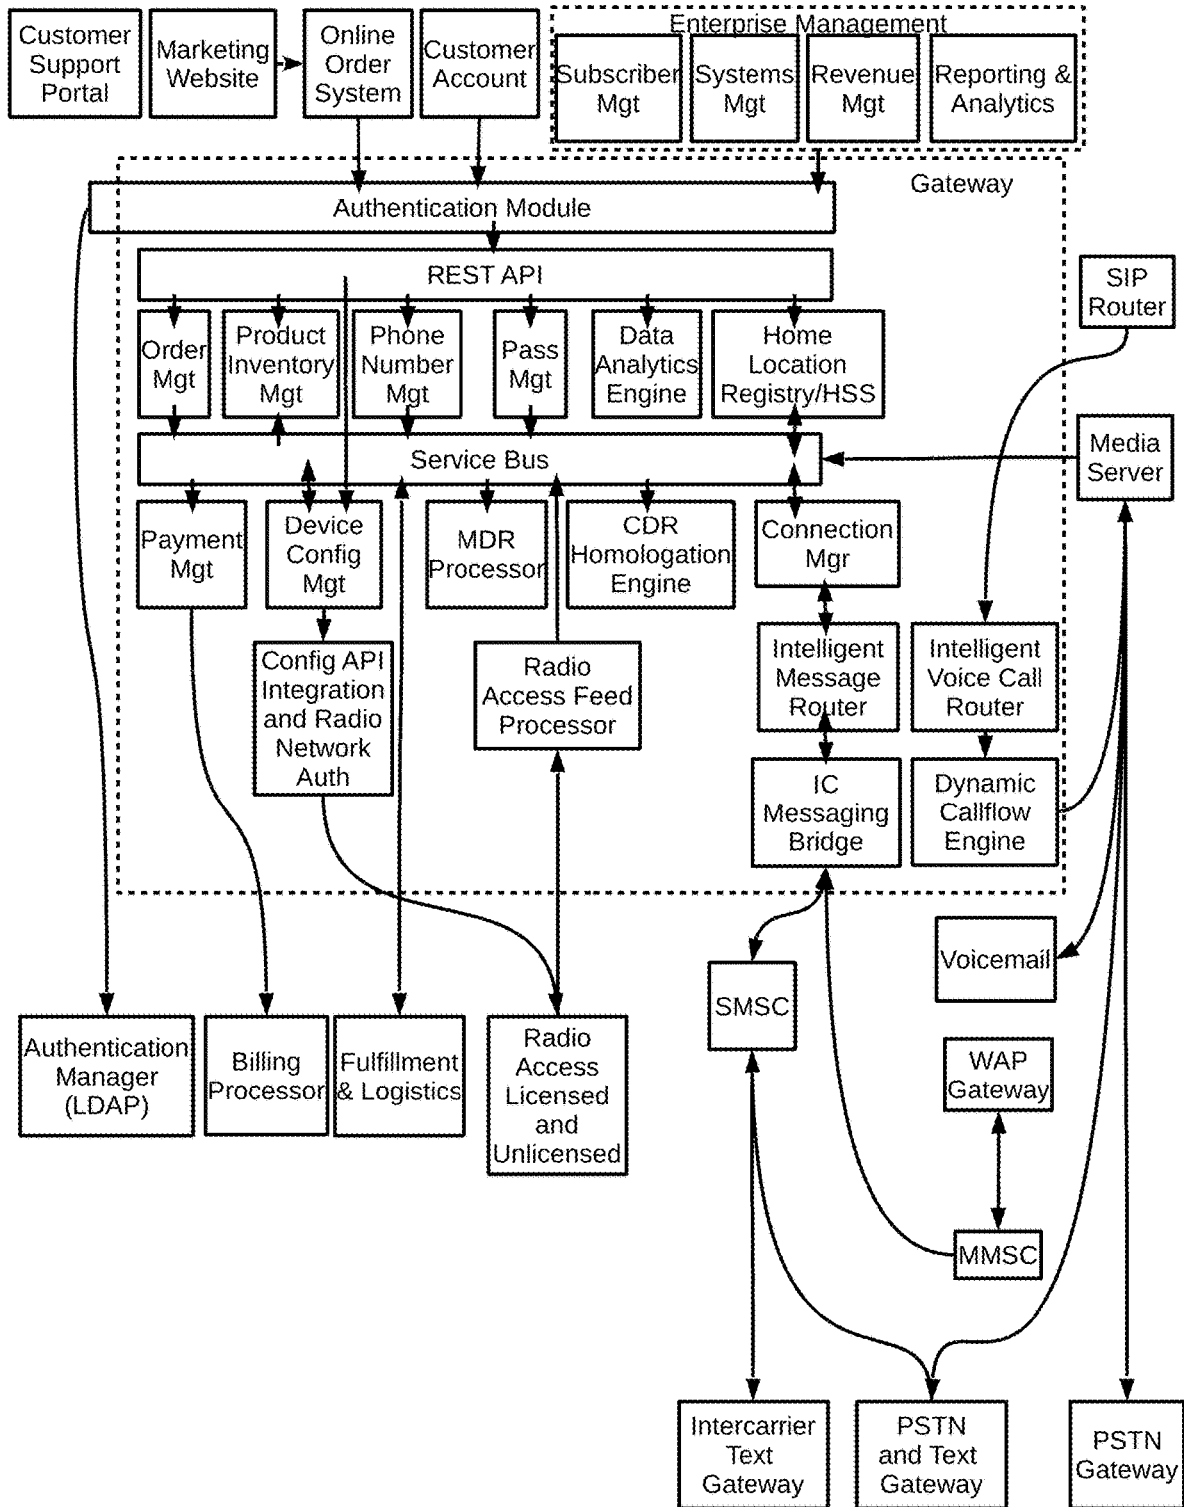 Customer
Support
Portal
Marketing
Website
Online
Order
System
Customer
Account
Enterprise Management
Subscriber
Mgt
Systems
Mgt
Revenue
Mgt
Reporting &
Analytics
Gateway
Authentication Module
REST API
SIP
Router
Order
Mgt
Product
Inventory
Mgt
Phone
Number
Mgt
Pass
Mgt
Data
Analytics
Engine
Home
Location
Registry/HSS
Service Bus
Media
Server
Payment
Mgt
Device
Config
Mgt
MDR
Processor
CDR
Homologation
Engine
Connection
Mgr
Config API
Integration
and Radio
Network
Auth
Radio
Access Feed
Processor
Intelligent
Message
Router
Intelligent
Voice Call
Router
IC
Messaging
Bridge
Dynamic
Callflow
Engine
Voicemail
SMSC
Authentication
Manager
(LDAP)
Billing
Processor
Fulfillment
& Logistics
Radio
Access
Licensed
and
Unlicensed
WAP
Gateway
MMSC
Intercarrier
Text
Gateway
PSTN
and Text
Gateway
PSTN
Gateway